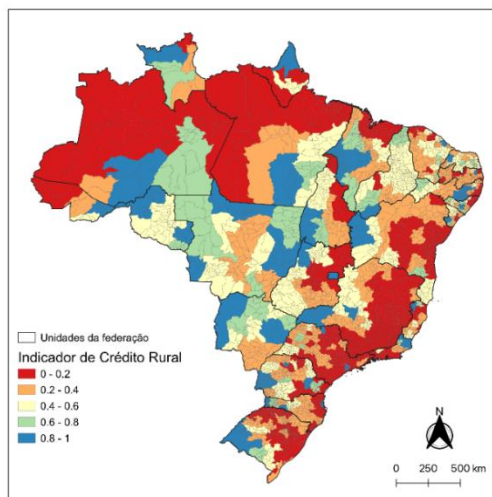 Unidades da federação
Indicador de Crédito Rural
0 - 0.2
0.2 - 0.4
0.4 - 0.6
0.6 - 0.8
0.8 - 1
N
0 250 500 km